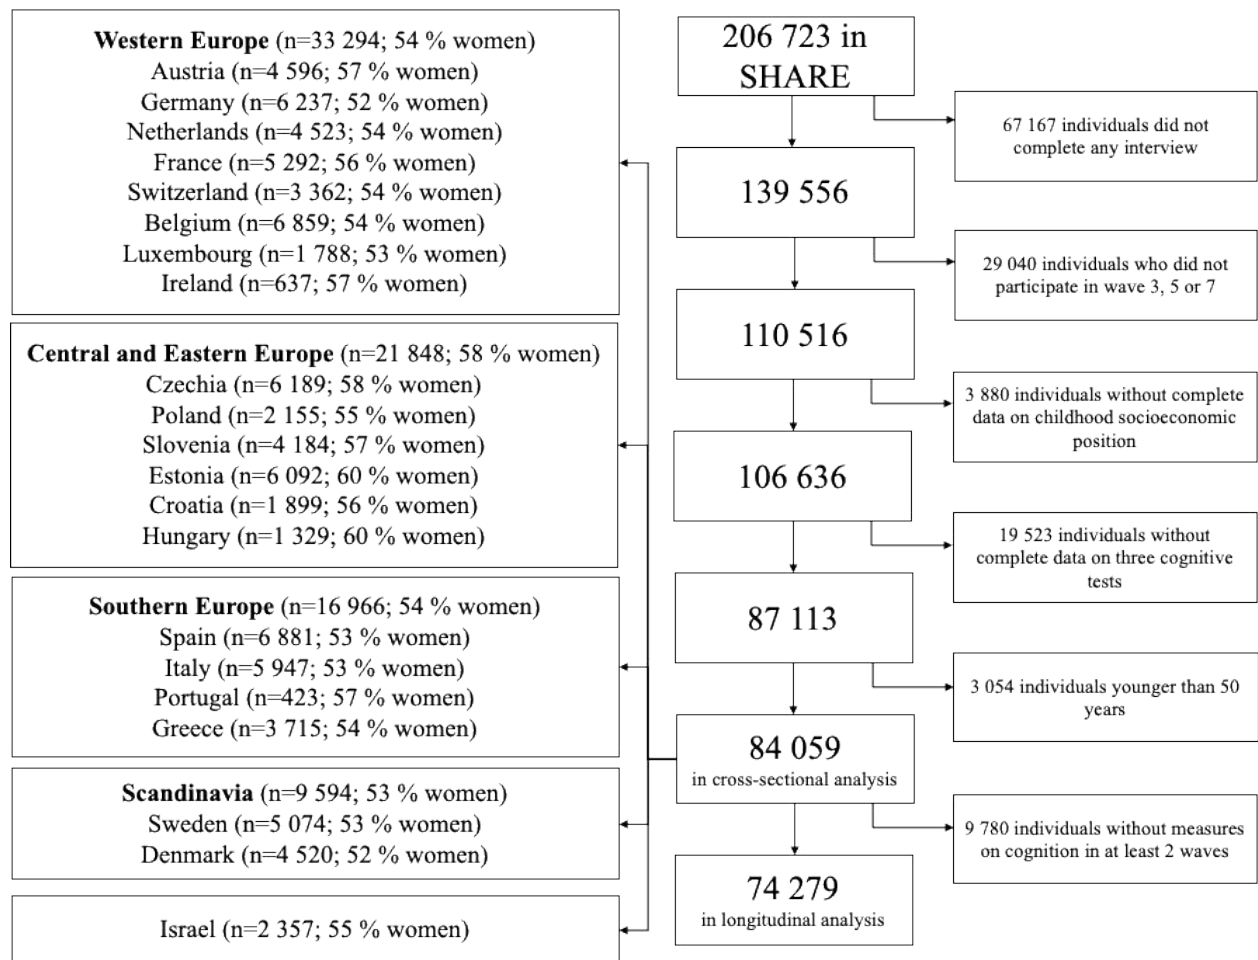 Western Europe (n=33 294; 54 % women)
Austria (n=4 596; 57 % women)
Germany (n=6 237; 52 % women)
Netherlands (n=4 523; 54 % women)
France (n=5 292; 56 % women)
Switzerland (n=3 362; 54 % women)
Belgium (n=6 859; 54 % women)
Luxembourg (n=1 788; 53 % women)
Ireland (n=637; 57 % women)
Central and Eastern Europe (n=21 848; 58 % women)
Czechia (n=6 189; 58 % women)
Poland (n=2 155; 55 % women)
Slovenia (n=4 184; 57 % women)
Estonia (n=6 092; 60 % women)
Croatia (n=1 899; 56 % women)
Hungary (n=1 329; 60 % women)
Southern Europe (n=16 966; 54 % women)
Spain (n=6 881; 53 % women)
Italy (n=5 947; 53 % women)
Portugal (n=423; 57 % women)
Greece (n=3 715; 54 % women)
Scandinavia (n=9 594; 53 % women)
Sweden (n=5 074; 53 % women)
Denmark (n=4 520; 52 % women)
Israel (n=2 357; 55 % women)
206 723 in
SHARE
67 167 individuals did not
complete any interview
139 556
29 040 individuals who did not
participate in wave 3, 5 or 7
110 516
3 880 individuals without complete
data on childhood socioeconomic
position
106 636
19 523 individuals without
complete data on three cognitive
tests
87 113
3 054 individuals younger than 50
years
84 059
in cross-sectional analysis
9 780 individuals without measures
on cognition in at least 2 waves
74 279
in longitudinal analysis